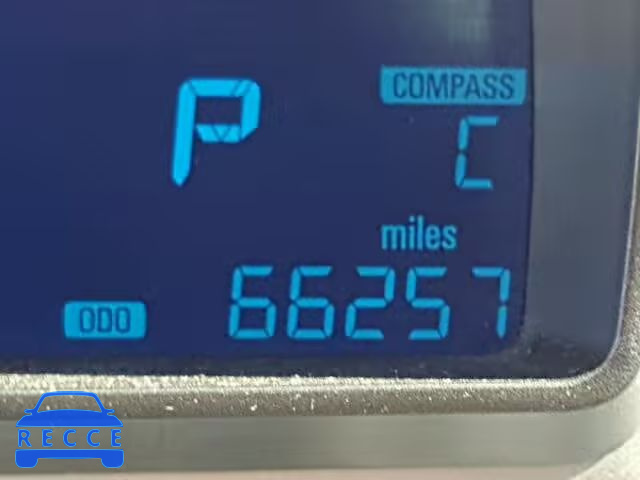 P
COMPASS
C
miles
ODO 66257
RECCE